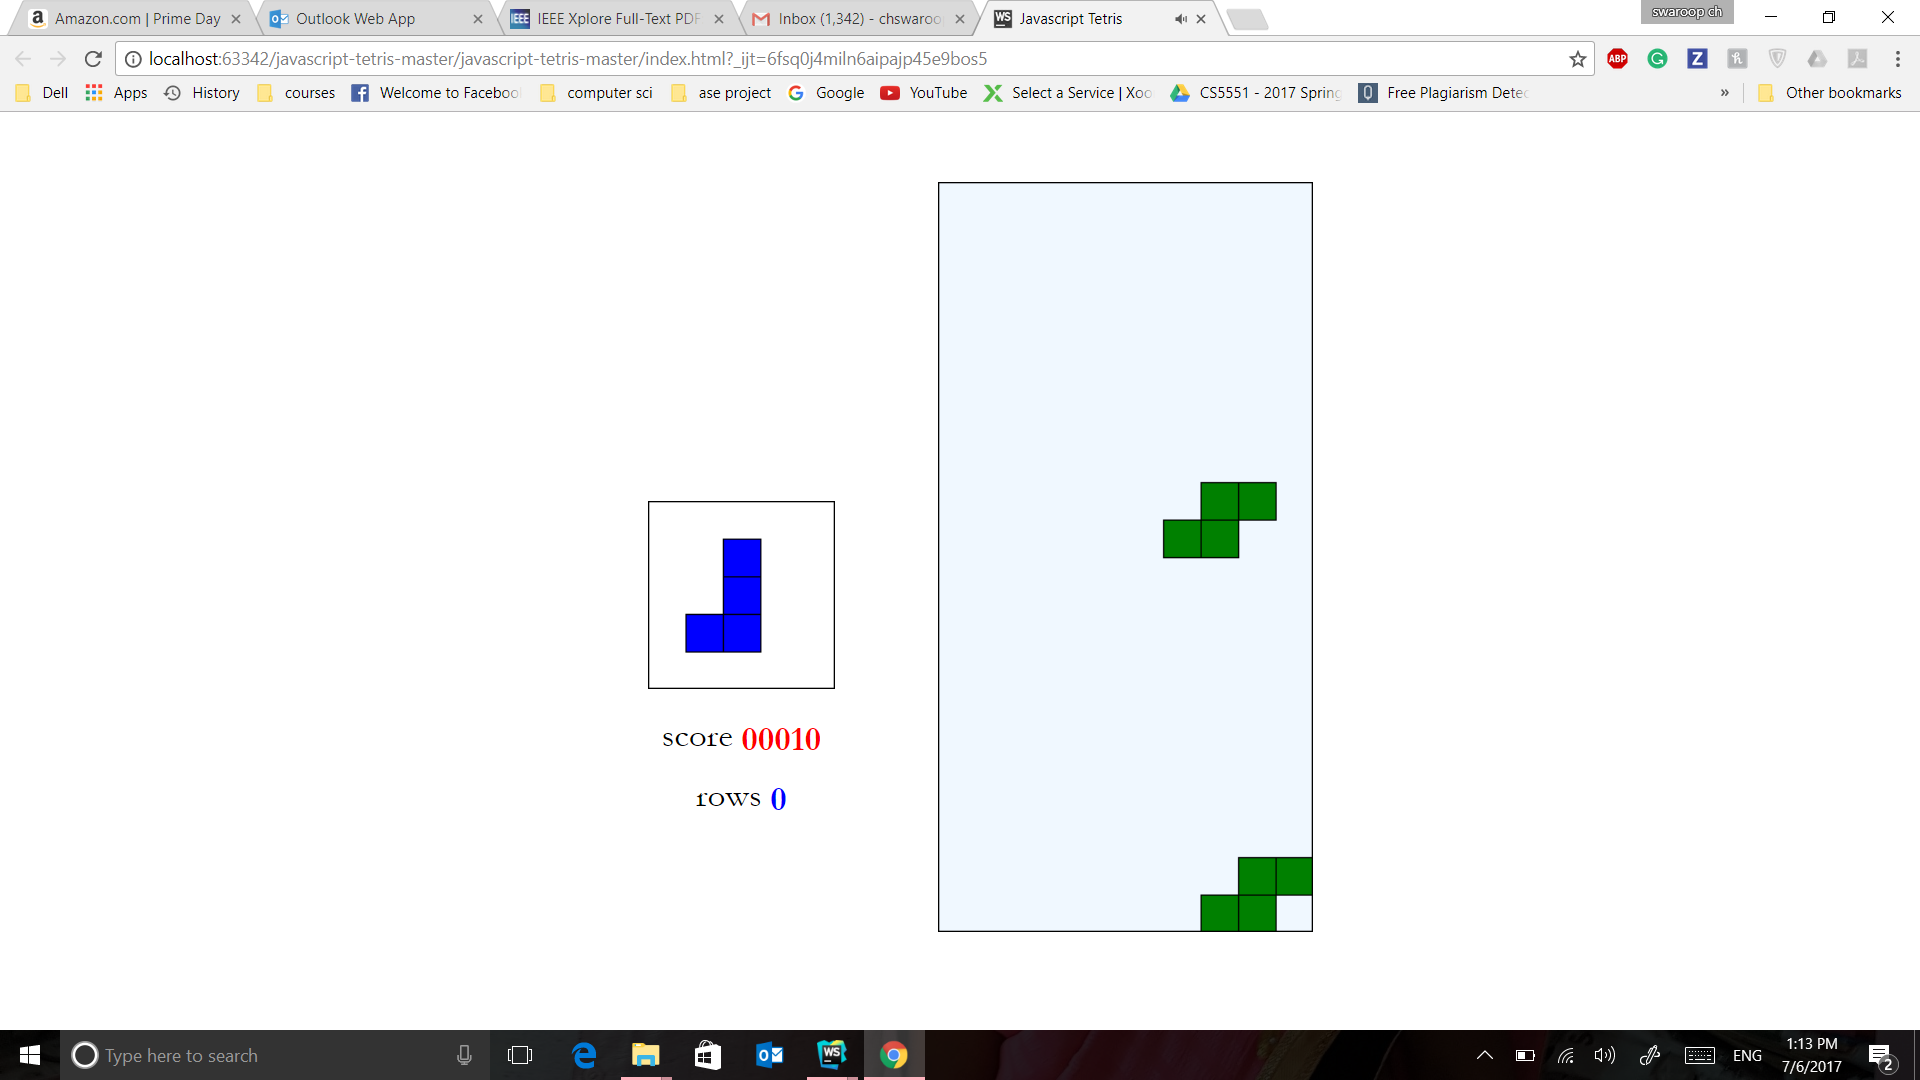 swaroop ch
Amazon.com | Prime Day
Outlook Web App
IEEE Xplore Full-Text PDF
Inbox (1,342) - chswaroo
WS Javascript Tetris
localhost:63342/javascript-tetris-master/javascript-tetris-master/index.html?_ijt=6fsq0j4miln6aipajp45e9bos5
ABP
Dell Apps History courses Welcome to Faceboo computer sci ase project Google YouTube Select a Service | Xoo CS5551 - 2017 Spring Free Plagiarism Detec » Other bookmarks
score 00010
rows 0
Type here to search
WS
ENG
1:13 PM
7/6/2017
2